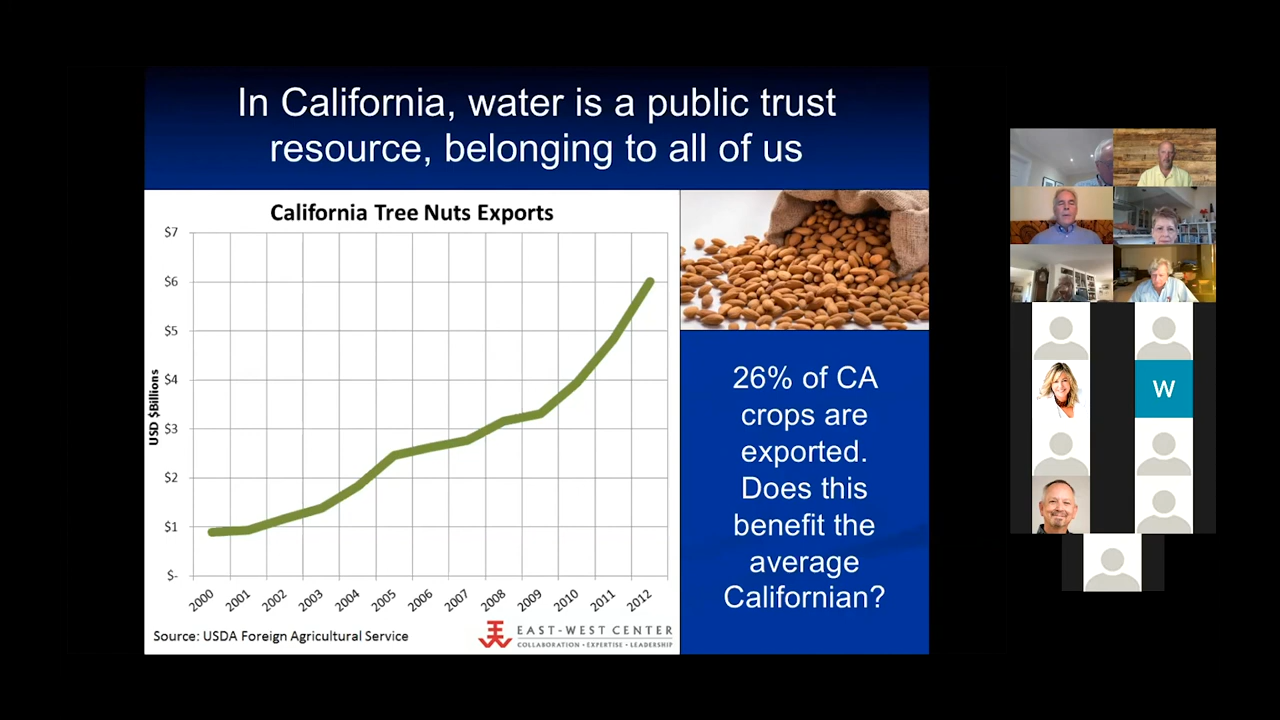 In California, water is a public trust
resource, belonging to all of us
California Tree Nuts Exports
USD $Billions
$7
$6
$5
$4
$3
$2
$1
$-
2000
2001
2002
2003
2004
2005
2006
2007
2008
2009
2010
2011
2012
Source: USDA Foreign Agricultural Service
EAST-WEST CENTER
COLLABORATION • EXPERTISE • LEADERSHIP
26% of CA
crops are
exported.
Does this
benefit the
average
Californian?
W